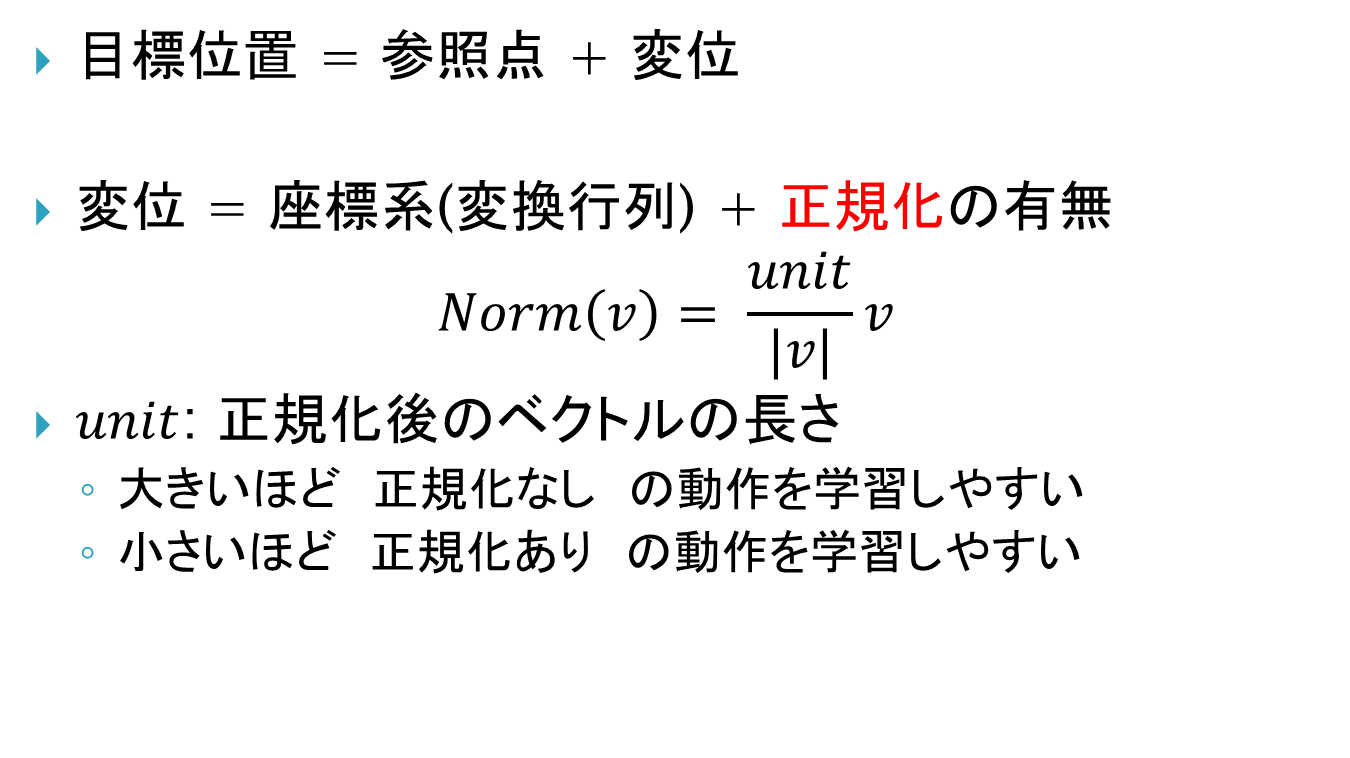 目標位置 = 参照点 + 変位
変位 = 座標系(変換行列) + 正規化の有無
Norm(v) = unit/|v| v
unit: 正規化後のベクトルの長さ
大きいほど　正規化なし　の動作を学習しやすい
小さいほど　正規化あり　の動作を学習しやすい